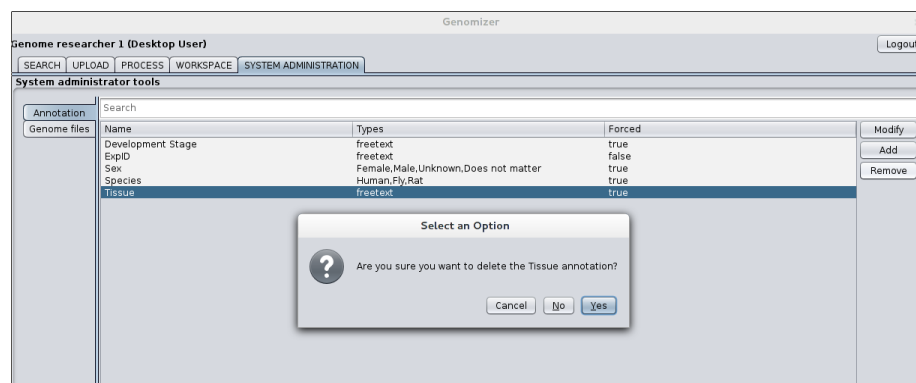 Genomizer
Genome researcher 1 (Desktop User)
Logout
SEARCH UPLOAD PROCESS WORKSPACE SYSTEM ADMINISTRATION
System administrator tools
Annotation
Search
Genome files
Name Types Forced
Modify
Development Stage freetext true
ExpID freetext false
Add
Sex Female,Male,Unknown,Does not matter true
Species Human,Fly,Rat true
Remove
Tissue freetext true
Select an Option
Are you sure you want to delete the Tissue annotation?
Cancel No Yes